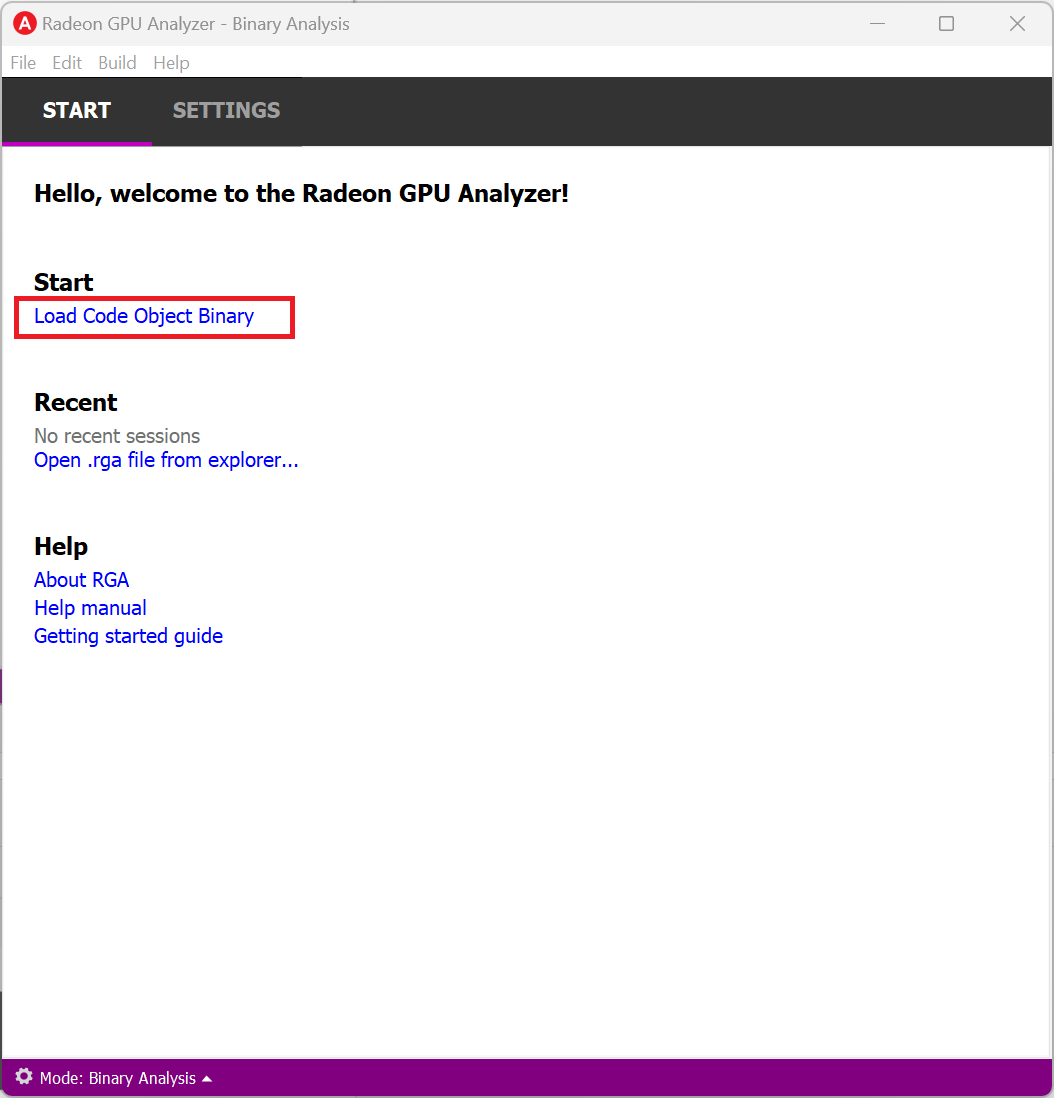 Radeon GPU Analyzer - Binary Analysis
File Edit Build Help
START SETTINGS
Hello, welcome to the Radeon GPU Analyzer!
Start
Load Code Object Binary
Recent
No recent sessions
Open .rga file from explorer...
Help
About RGA
Help manual
Getting started guide
Mode: Binary Analysis